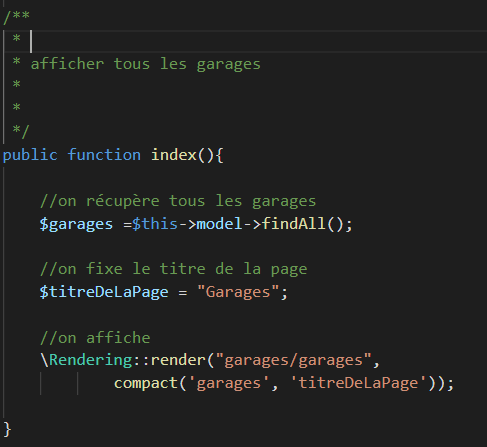 /**
 *
 * afficher tous les garages
 *
 *
 */
public function index(){
//on récupère tous les garages
$garages =$this->model->findAll();
//on fixe le titre de la page
$titreDeLaPage = "Garages";
//on affiche
\Rendering::render("garages/garages",
compact('garages', 'titreDeLaPage'));
}